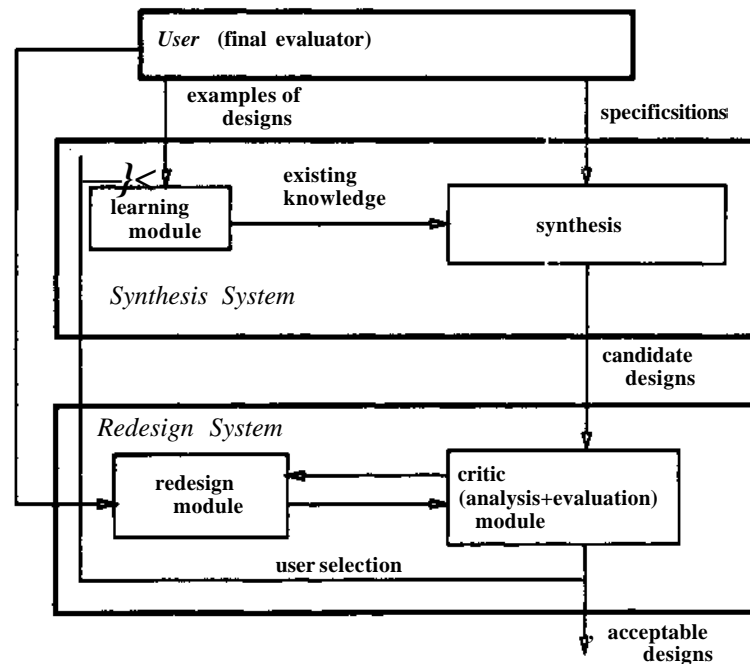 User (final evaluator)
examples of
designs
specificsitions
}<
learning
module
existing
knowledge
synthesis
Synthesis System
candidate
designs
Redesign System
redesign
module
critic
(analysis+evaluation)
module
user selection
acceptable
designs